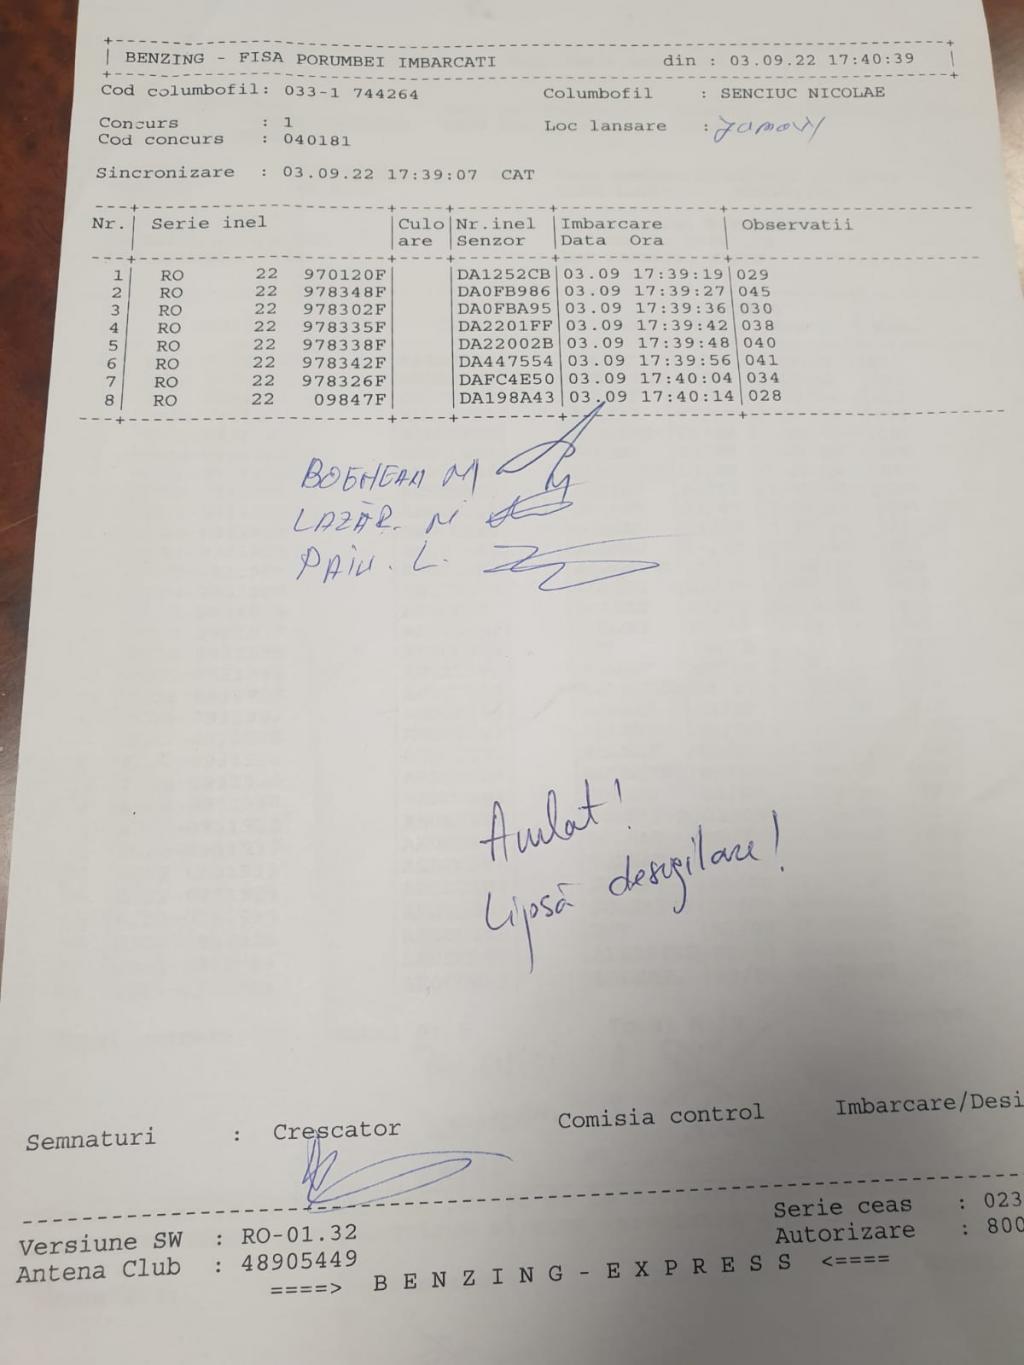 BENZING - FISA PORUMBEI IMBARCATI din : 03.09.22 17:40:39
Cod columbofil: 033-1 744264 Columbofil : SENCIUC NICOLAE
Concurs : 1 Loc lansare :
Cod concurs : 040181
Sincronizare : 03.09.22 17:39:07 CAT
Nr. Serie inel Culo Nr.inel Imbarcare Observatii
are Senzor Data Ora
1 RO 22 970120F DA1252CB 03.09 17:39:19 029
2 RO 22 978348F DA0FB986 03.09 17:39:27 045
3 RO 22 978302F DA0FBA95 03.09 17:39:36 030
4 RO 22 978335F DA2201FF 03.09 17:39:42 038
5 RO 22 978338F DA22002B 03.09 17:39:48 040
6 RO 22 978342F DA447554 03.09 17:39:56 041
7 RO 22 978326F DAFC4E50 03.09 17:40:04 034
8 RO 22 09847F DA198A43 03.09 17:40:14 028
BOGHEAN M
LAZĂR. N
PAIU. L.
Anulat!
Lipsă desigilare!
Semnaturi : Crescator Comisia control Imbarcare/Desi
Serie ceas : 023
Versiune SW : RO-01.32 Autorizare : 800
Antena Club : 48905449
====> B E N Z I N G - E X P R E S S <====